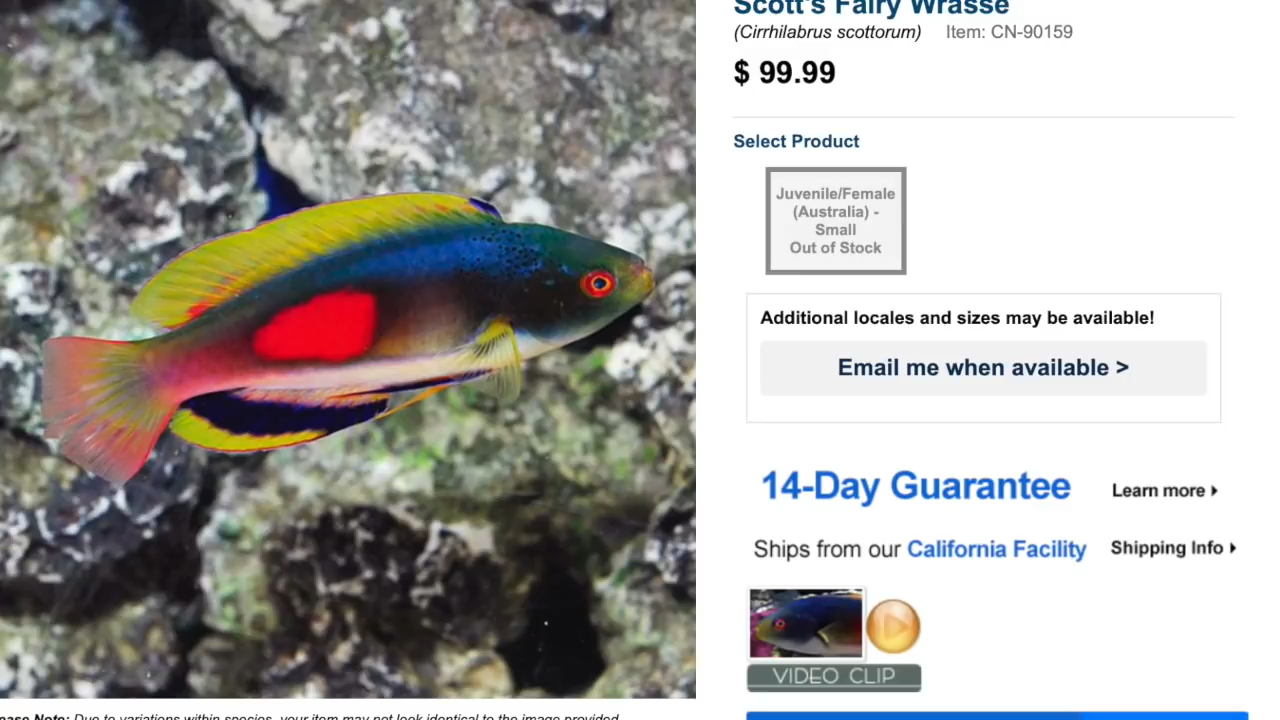 Scott's Fairy Wrasse
(Cirrhilabrus scottorum) Item: CN-90159
$ 99.99
Select Product
Juvenile/Female
(Australia) -
Small
Out of Stock
Additional locales and sizes may be available!
Email me when available >
14-Day Guarantee Learn more
Ships from our California Facility Shipping Info
VIDEO CLIP
Note: Due to variations within species, your item may not look identical to the image provided.